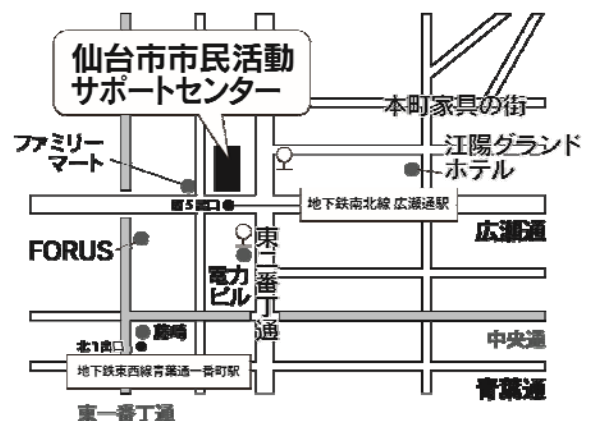 仙台市市民活動
サポートセンター
本町家具の街
ファミリー
マート
江陽グランド
ホテル
西5出口
地下鉄南北線 広瀬通駅
広瀬通
FORUS
東二番丁通
電力
ビル
藤崎
中央通
北1出口
地下鉄東西線青葉通一番町駅
青葉通
東一番丁通